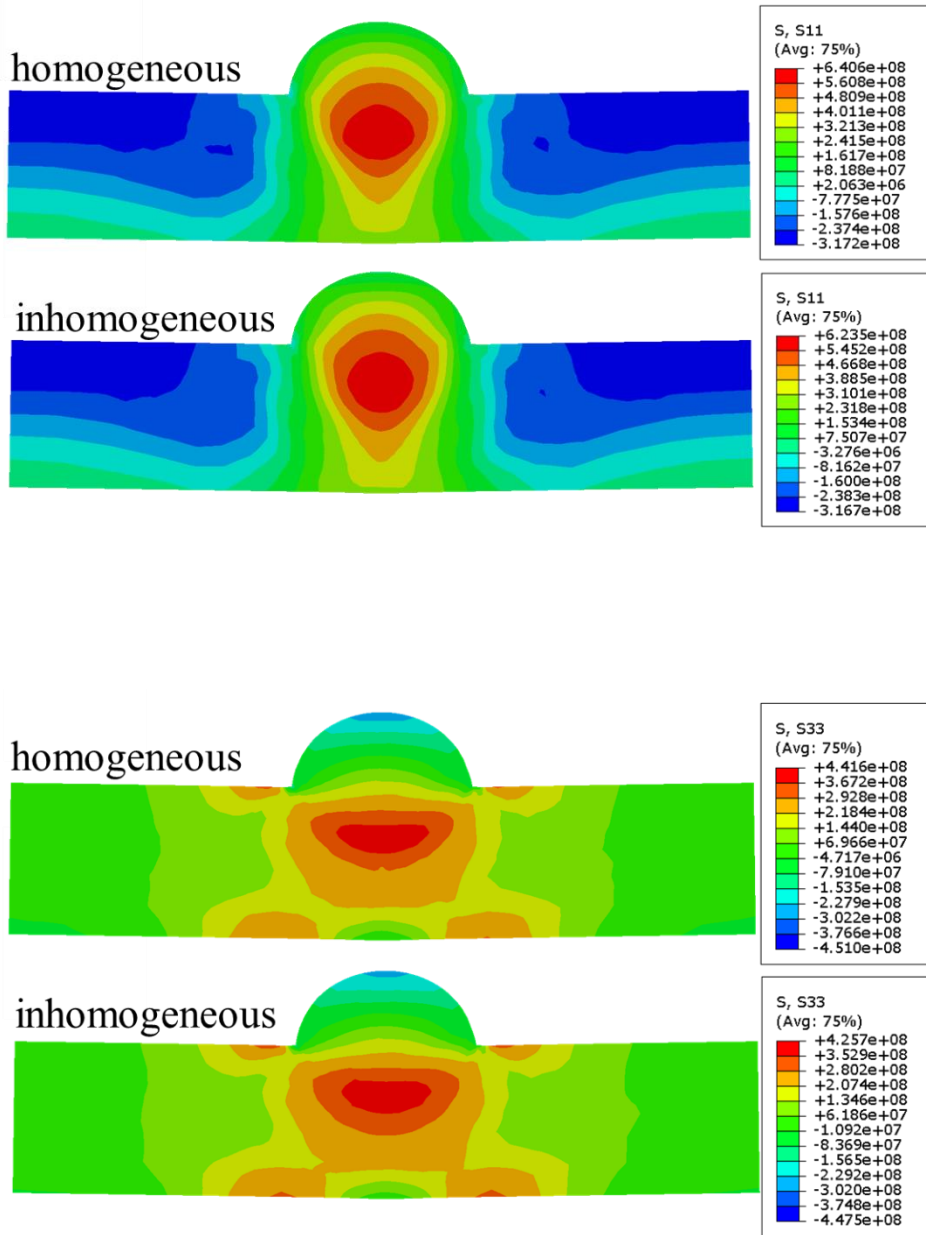 homogeneous
S, S11
(Avg: 75%)
+6.406e+08
+5.608e+08
+4.809e+08
+4.011e+08
+3.213e+08
+2.415e+08
+1.617e+08
+8.188e+07
+2.063e+06
-7.775e+07
-1.576e+08
-2.374e+08
-3.172e+08
inhomogeneous
S, S11
(Avg: 75%)
+6.235e+08
+5.452e+08
+4.668e+08
+3.885e+08
+3.101e+08
+2.318e+08
+1.534e+08
+7.507e+07
-3.276e+06
-8.162e+07
-1.600e+08
-2.383e+08
-3.167e+08
homogeneous
S, S33
(Avg: 75%)
+4.416e+08
+3.672e+08
+2.928e+08
+2.184e+08
+1.440e+08
+6.966e+07
-4.717e+06
-7.910e+07
-1.535e+08
-2.279e+08
-3.022e+08
-3.766e+08
-4.510e+08
inhomogeneous
S, S33
(Avg: 75%)
+4.257e+08
+3.529e+08
+2.802e+08
+2.074e+08
+1.346e+08
+6.186e+07
-1.092e+07
-8.369e+07
-1.565e+08
-2.292e+08
-3.020e+08
-3.748e+08
-4.475e+08